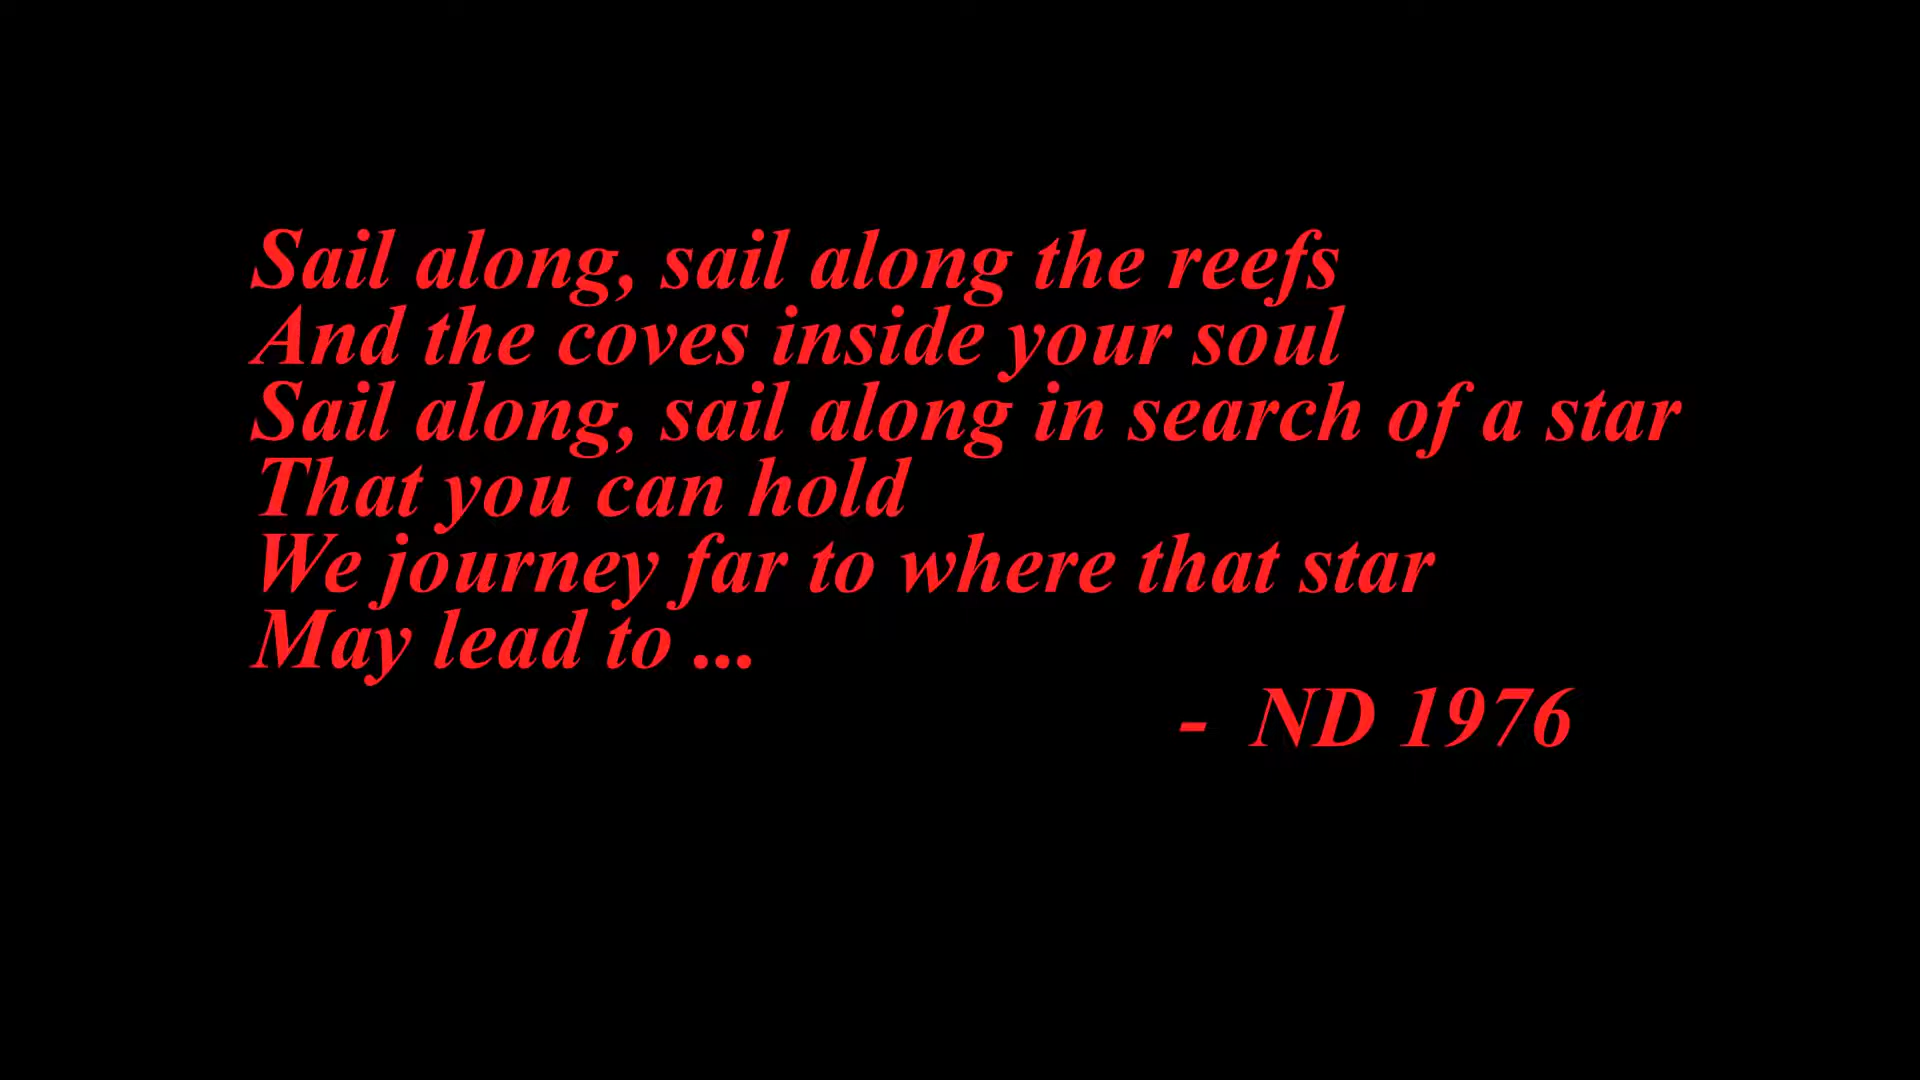 Sail along, sail along the reefs
And the coves inside your soul
Sail along, sail along in search of a star
That you can hold
We journey far to where that star
May lead to ...
- ND 1976